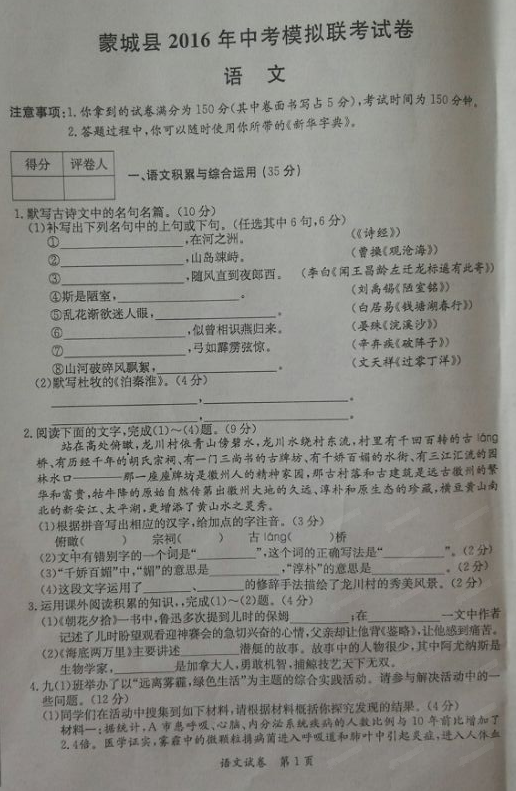 蒙城县2016年中考模拟联考试卷
语 文
注意事项:1.你拿到的试卷满分为150分(其中卷面书写占5分),考试时间为150分钟。
2.答题过程中,你可以随时使用你所带的《新华字典》。
得分 评卷人
一、语文积累与综合运用(35分)
1.默写古诗文中的名句名篇。(10分)
(1)补写出下列名句中的上句或下句。(任选其中6句,6分)
①____________,在河之洲。 (《诗经》)
②____________,山岛竦峙。 (曹操《观沧海》)
③____________,随风直到夜郎西。 (李白《闻王昌龄左迁龙标遥有此寄》)
④斯是陋室,____________。 (刘禹锡《陋室铭》)
⑤乱花渐欲迷人眼,____________。 (白居易《钱塘湖春行》)
⑥____________,似曾相识燕归来。 (晏殊《浣溪沙》)
⑦____________,弓如霹雳弦惊。 (辛弃疾《破阵子》)
⑧山河破碎风飘絮,____________。 (文天祥《过零丁洋》)
(2)默写杜牧的《泊秦淮》。(4分)
____________,____________。
____________,____________。
2.阅读下面的文字,完成(1)~(4)题。(9分)
站在高处俯瞰,龙川村依青山傍碧水,龙川水绕村东流,村里有千回百转的古lǎng
桥、有历经千年的胡氏宗祠、有一门三尚书的古牌坊、有千娇百媚的水街、有三江汇流的园
林水口——那一座座牌坊是徽州人的精神家园,那古村落和古建筑是远古徽州的繁
华和富贵,牯牛降的原始自然传第出徽州大地的久远、淳朴和原生态的珍藏,横亘黄山南
北的新安江、太平湖,更增添了黄山水之灵秀。
(1)根据拼音写出相应的汉字,给加点的字注音。(3分)
俯瞰( ) 宗祠( ) 古lǎng( )桥
(2)文中有错别字的一个词是“________”,这个词的正确写法是“________”。(2分)
(3)“千娇百媚”中,“媚”的意思是________,“淳朴”的意思是________。(2分)
(4)这段文字运用了________、________的修辞手法描绘了龙川村的秀美风景。(2分)
3.运用课外阅读积累的知识,,完成(1)~(2)题。(4分)
(1)《朝花夕拾》一书中,鲁迅多次提到儿时的保姆________;在________一文中作者
记述了儿时盼望观看迎神赛会的急切兴奋的心情,父亲却让他背《鉴略》,让他感到痛苦。
(2)《海底两万里》主要讲述________潜艇的故事。故事中的人物很少,其中阿尤纳斯是
生物学家,________是加拿大人,勇敢机智,捕鲸技艺天下无双。
4.九(1)班举办了以“远离雾霾,绿色生活”为主题的综合实践活动。请参与解决活动中的一
些问题。(12分)
(1)同学们在活动中搜集到如下材料,请根据材料概括你探究发现的结果。(4分)
材料一:据统计,A市患呼吸、心脑、内分泌系统疾病的人数比例与10年前比增加了
2.4倍。医学证实,雾霾中的微颗粒携病菌进入呼吸道和肺叶中引起炎症,进入人体血
语文试卷 第1页